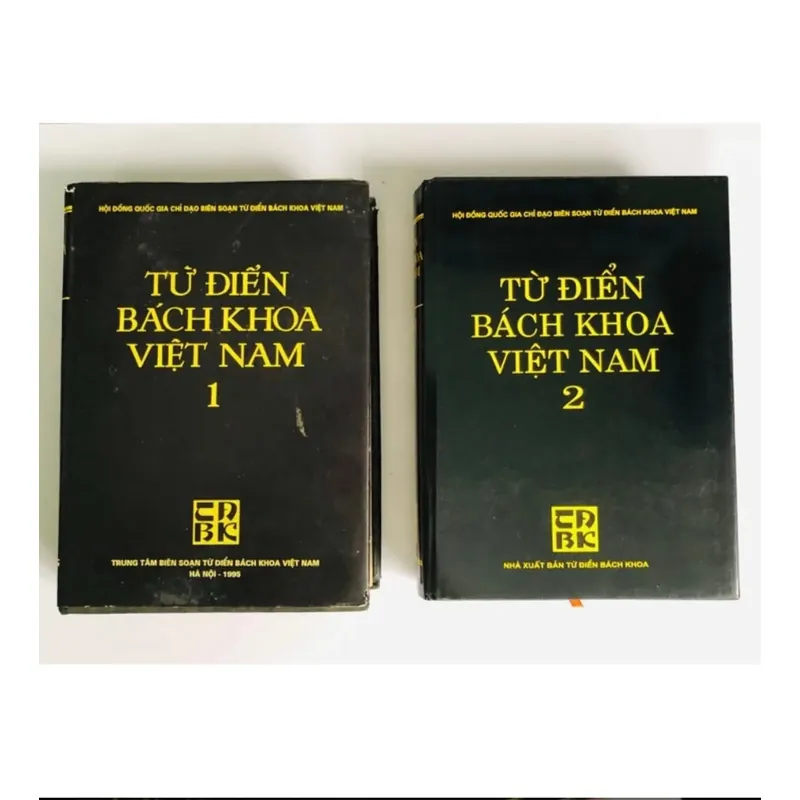 HỘI ĐỒNG QUỐC GIA CHỈ ĐẠO BIÊN SOẠN TỪ ĐIỂN BÁCH KHOA VIỆT NAM
TỪ ĐIỂN
BÁCH KHOA
VIỆT NAM
1
TĐ
BK
TRUNG TÂM BIÊN SOẠN TỪ ĐIỂN BÁCH KHOA VIỆT NAM
HÀ NỘI - 1995
HỘI ĐỒNG QUỐC GIA CHỈ ĐẠO BIÊN SOẠN TỪ ĐIỂN BÁCH KHOA VIỆT NAM
TỪ ĐIỂN
BÁCH KHOA
VIỆT NAM
2
TĐ
BK
NHÀ XUẤT BẢN TỪ ĐIỂN BÁCH KHOA